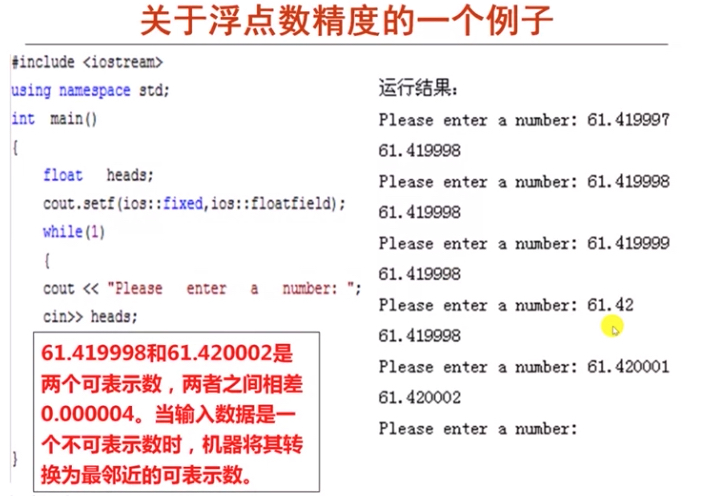 关于浮点数精度的一个例子
#include <iostream>
using namespace std;
int main()
{
float heads;
cout.setf(ios::fixed,ios::floatfield);
while(1)
{
cout << "Please enter a number: ";
cin>> heads;
61.419998和61.420002是
两个可表示数，两者之间相差
0.000004。当输入数据是一
个不可表示数时，机器将其转
换为最邻近的可表示数。
}
运行结果：
Please enter a number: 61.419997
61.419998
Please enter a number: 61.419998
61.419998
Please enter a number: 61.419999
61.419998
Please enter a number: 61.42
61.419998
Please enter a number: 61.420001
61.420002
Please enter a number: